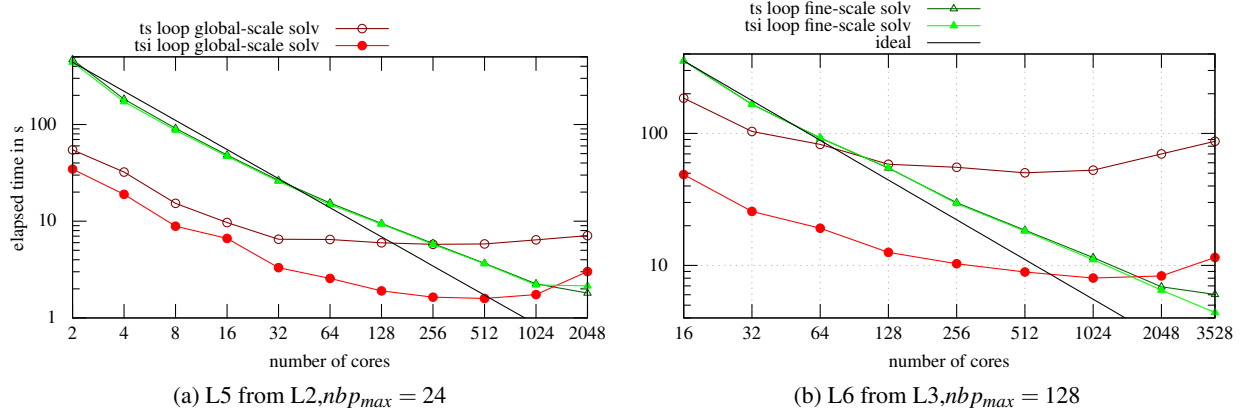 ts loop global-scale solv
tsi loop global-scale solv
ts loop fine-scale solv
tsi loop fine-scale solv
ideal
elapsed time in s
100
10
1
2 4 8 16 32 64 128 256 512 1024 2048
number of cores
(a) L5 from L2,nbp_max = 24
100
10
16 32 64 128 256 512 1024 2048 3528
number of cores
(b) L6 from L3,nbp_max = 128